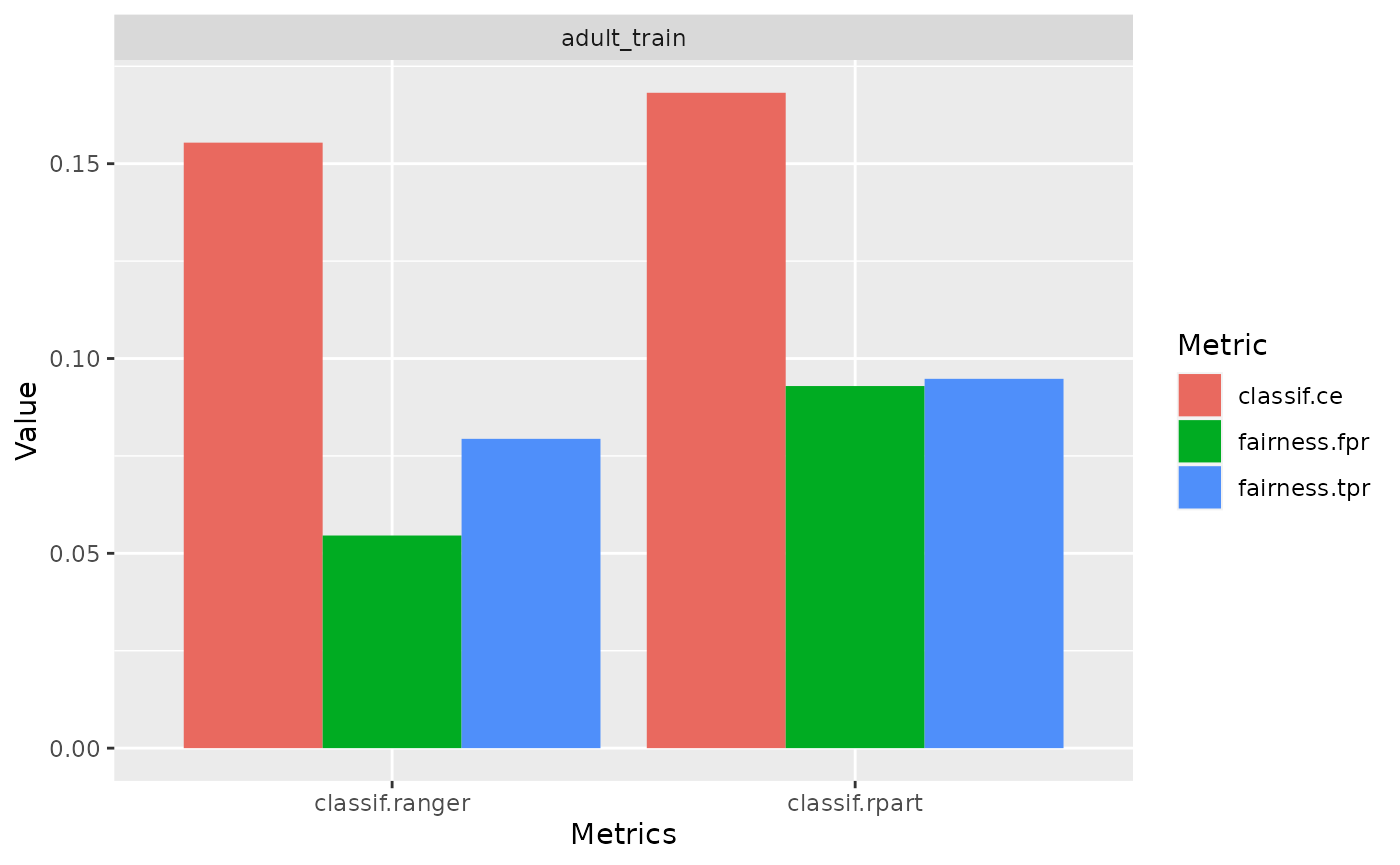 adult_train
Value
0.15
0.10
0.05
0.00
classif.ranger
classif.rpart
Metrics
Metric
classif.ce
fairness.fpr
fairness.tpr